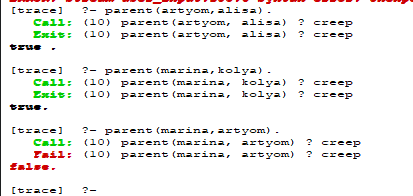 [trace]  ?- parent(artyom,alisa).
   Call: (10) parent(artyom, alisa) ? creep
   Exit: (10) parent(artyom, alisa) ? creep
true .

[trace]  ?- parent(marina,kolya).
   Call: (10) parent(marina, kolya) ? creep
   Exit: (10) parent(marina, kolya) ? creep
true.

[trace]  ?- parent(marina,artyom).
   Call: (10) parent(marina, artyom) ? creep
   Fail: (10) parent(marina, artyom) ? creep
false.

[trace]  ?-